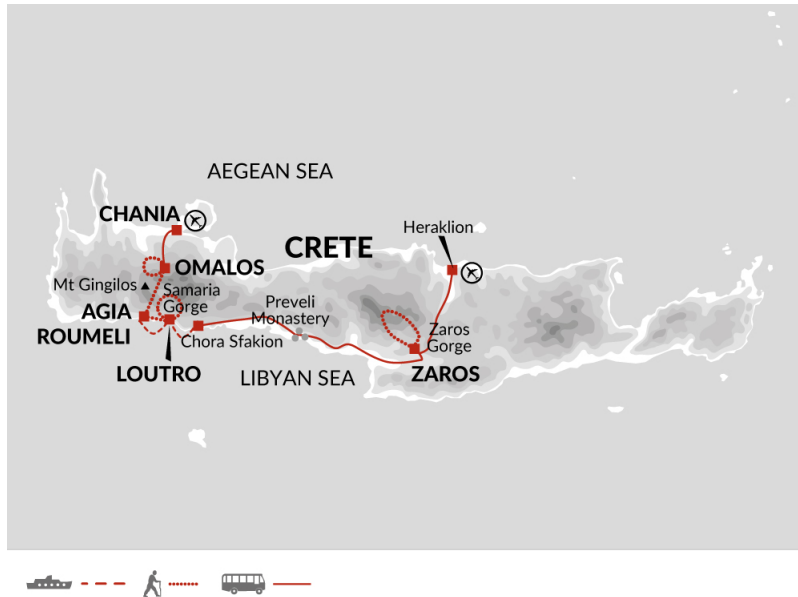 AEGEAN SEA
CHANIA
Heraklion
CRETE
OMALOS
Mt Gingilos
Samaria
Gorge
AGIA
ROUMELI
Preveli
Monastery
Chora Sfakion
Zaros
Gorge
LOUTRO
LIBYAN SEA
ZAROS